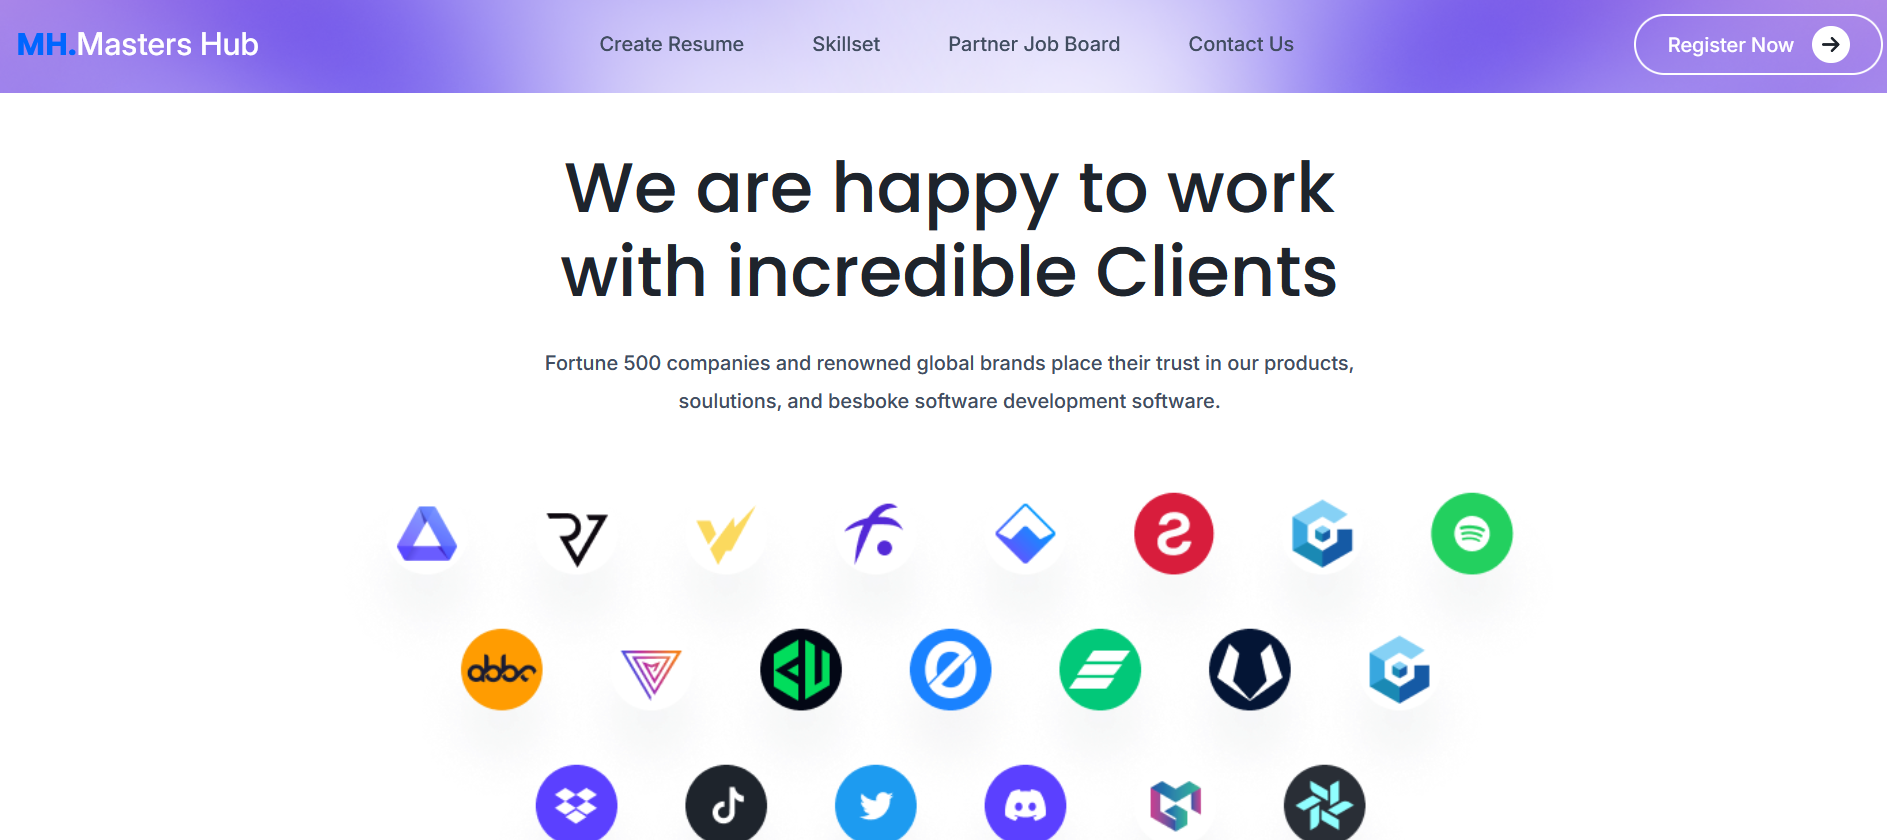 MH.Masters Hub
Create Resume
Skillset
Partner Job Board
Contact Us
Register Now
We are happy to work
with incredible Clients
Fortune 500 companies and renowned global brands place their trust in our products,
soulutions, and besboke software development software.
abbc